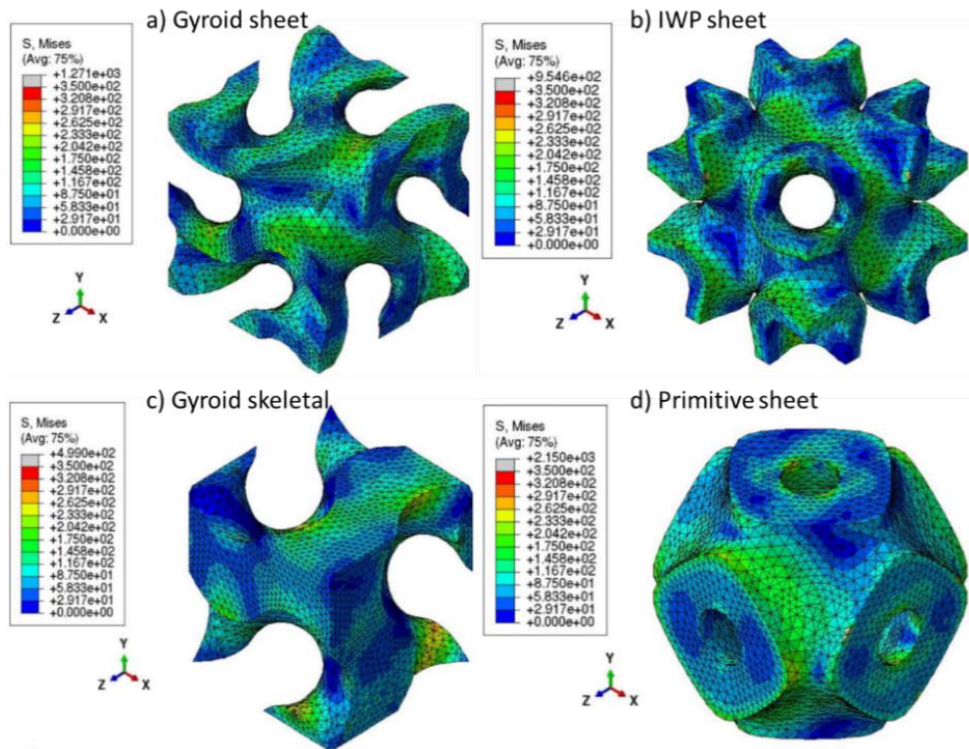 a) Gyroid sheet
S, Mises
(Avg: 75%)
+1.271e+03
+3.500e+02
+3.208e+02
+2.917e+02
+2.625e+02
+2.333e+02
+2.042e+02
+1.750e+02
+1.458e+02
+1.167e+02
+8.750e+01
+5.833e+01
+2.917e+01
+0.000e+00
Y
Z
X
b) IWP sheet
S, Mises
(Avg: 75%)
+9.546e+02
+3.500e+02
+3.208e+02
+2.917e+02
+2.625e+02
+2.333e+02
+2.042e+02
+1.750e+02
+1.458e+02
+1.167e+02
+8.750e+01
+5.833e+01
+2.917e+01
+0.000e+00
Y
Z
X
c) Gyroid skeletal
S, Mises
(Avg: 75%)
+4.990e+02
+3.500e+02
+3.208e+02
+2.917e+02
+2.625e+02
+2.333e+02
+2.042e+02
+1.750e+02
+1.458e+02
+1.167e+02
+8.750e+01
+5.833e+01
+2.917e+01
+0.000e+00
Y
Z
X
d) Primitive sheet
S, Mises
(Avg: 75%)
+2.150e+03
+3.500e+02
+3.208e+02
+2.917e+02
+2.625e+02
+2.333e+02
+2.042e+02
+1.750e+02
+1.458e+02
+1.167e+02
+8.750e+01
+5.833e+01
+2.917e+01
+0.000e+00
Y
Z
X